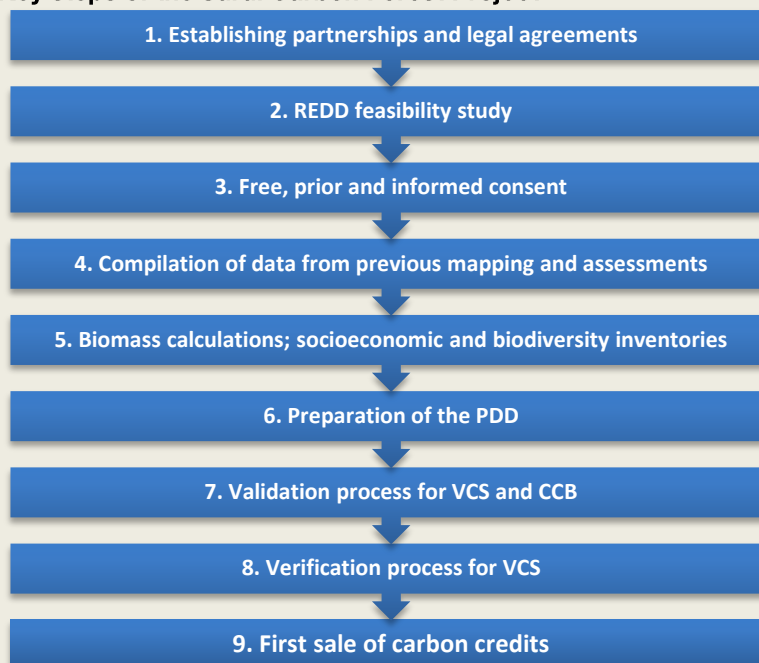 1. Establishing partnerships and legal agreements
2. REDD feasibility study
3. Free, prior and informed consent
4. Compilation of data from previous mapping and assessments
5. Biomass calculations; socioeconomic and biodiversity inventories
6. Preparation of the PDD
7. Validation process for VCS and CCB
8. Verification process for VCS
9. First sale of carbon credits